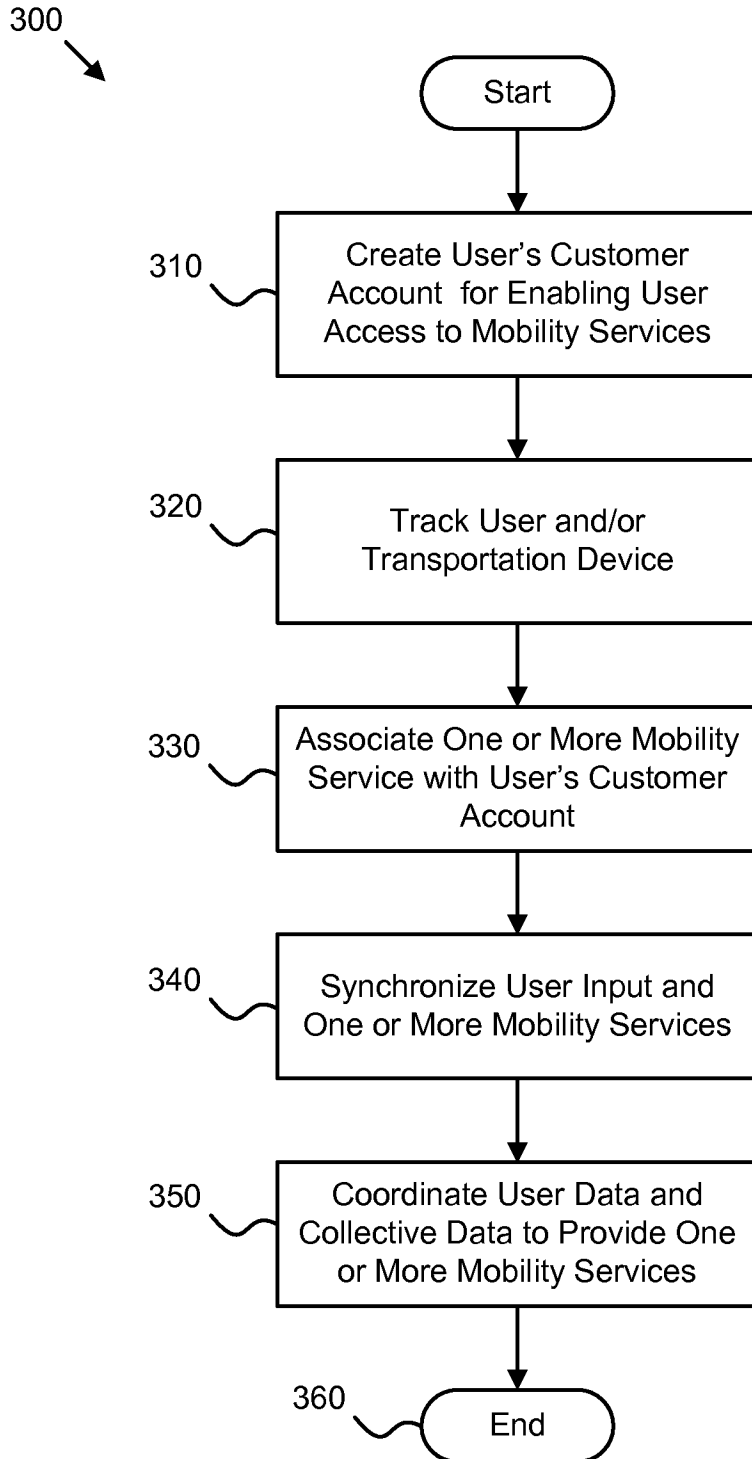 300
Start
310
Create User's Customer
Account for Enabling User
Access to Mobility Services
320
Track User and/or
Transportation Device
330
Associate One or More Mobility
Service with User's Customer
Account
340
Synchronize User Input and
One or More Mobility Services
350
Coordinate User Data and
Collective Data to Provide One
or More Mobility Services
360
End